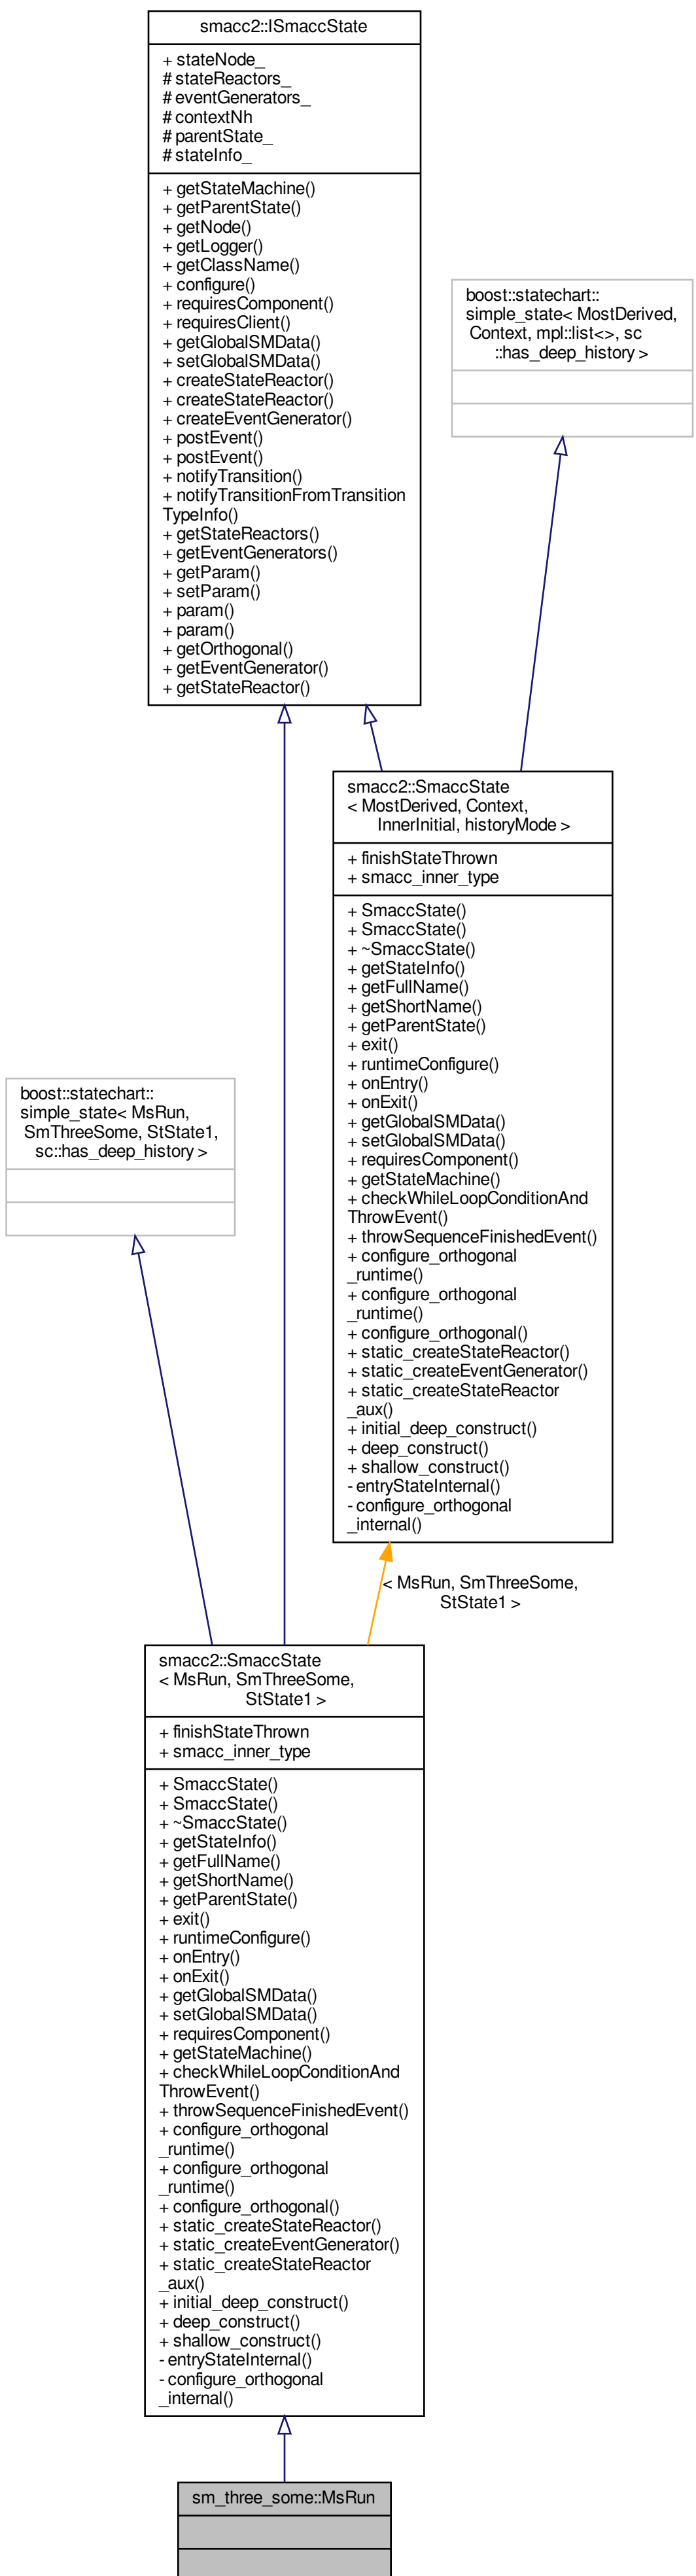 smacc2::ISmaccState
+ stateNode_
# stateReactors_
# eventGenerators_
# contextNh
# parentState_
# stateInfo_
+ getStateMachine()
+ getParentState()
+ getNode()
+ getLogger()
+ getClassName()
+ configure()
+ requiresComponent()
+ requiresClient()
+ getGlobalSMData()
+ setGlobalSMData()
+ createStateReactor()
+ createStateReactor()
+ createEventGenerator()
+ postEvent()
+ postEvent()
+ notifyTransition()
+ notifyTransitionFromTransition
TypeInfo()
+ getStateReactors()
+ getEventGenerators()
+ getParam()
+ setParam()
+ param()
+ param()
+ getOrthogonal()
+ getEventGenerator()
+ getStateReactor()
boost::statechart::
simple_state< MostDerived,
Context, mpl::list<>, sc
::has_deep_history >
smacc2::SmaccState
< MostDerived, Context,
InnerInitial, historyMode >
+ finishStateThrown
+ smacc_inner_type
+ SmaccState()
+ SmaccState()
+ ~SmaccState()
+ getStateInfo()
+ getFullName()
+ getShortName()
+ getParentState()
+ exit()
+ runtimeConfigure()
+ onEntry()
+ onExit()
+ getGlobalSMData()
+ setGlobalSMData()
+ requiresComponent()
+ getStateMachine()
+ checkWhileLoopConditionAnd
ThrowEvent()
+ throwSequenceFinishedEvent()
+ configure_orthogonal
_runtime()
+ configure_orthogonal
_runtime()
+ configure_orthogonal()
+ static_createStateReactor()
+ static_createEventGenerator()
+ static_createStateReactor
_aux()
+ initial_deep_construct()
+ deep_construct()
+ shallow_construct()
- entryStateInternal()
- configure_orthogonal
_internal()
boost::statechart::
simple_state< MsRun,
SmThreeSome, StState1,
sc::has_deep_history >
< MsRun, SmThreeSome,
StState1 >
smacc2::SmaccState
< MsRun, SmThreeSome,
StState1 >
+ finishStateThrown
+ smacc_inner_type
+ SmaccState()
+ SmaccState()
+ ~SmaccState()
+ getStateInfo()
+ getFullName()
+ getShortName()
+ getParentState()
+ exit()
+ runtimeConfigure()
+ onEntry()
+ onExit()
+ getGlobalSMData()
+ setGlobalSMData()
+ requiresComponent()
+ getStateMachine()
+ checkWhileLoopConditionAnd
ThrowEvent()
+ throwSequenceFinishedEvent()
+ configure_orthogonal
_runtime()
+ configure_orthogonal
_runtime()
+ configure_orthogonal()
+ static_createStateReactor()
+ static_createEventGenerator()
+ static_createStateReactor
_aux()
+ initial_deep_construct()
+ deep_construct()
+ shallow_construct()
- entryStateInternal()
- configure_orthogonal
_internal()
sm_three_some::MsRun